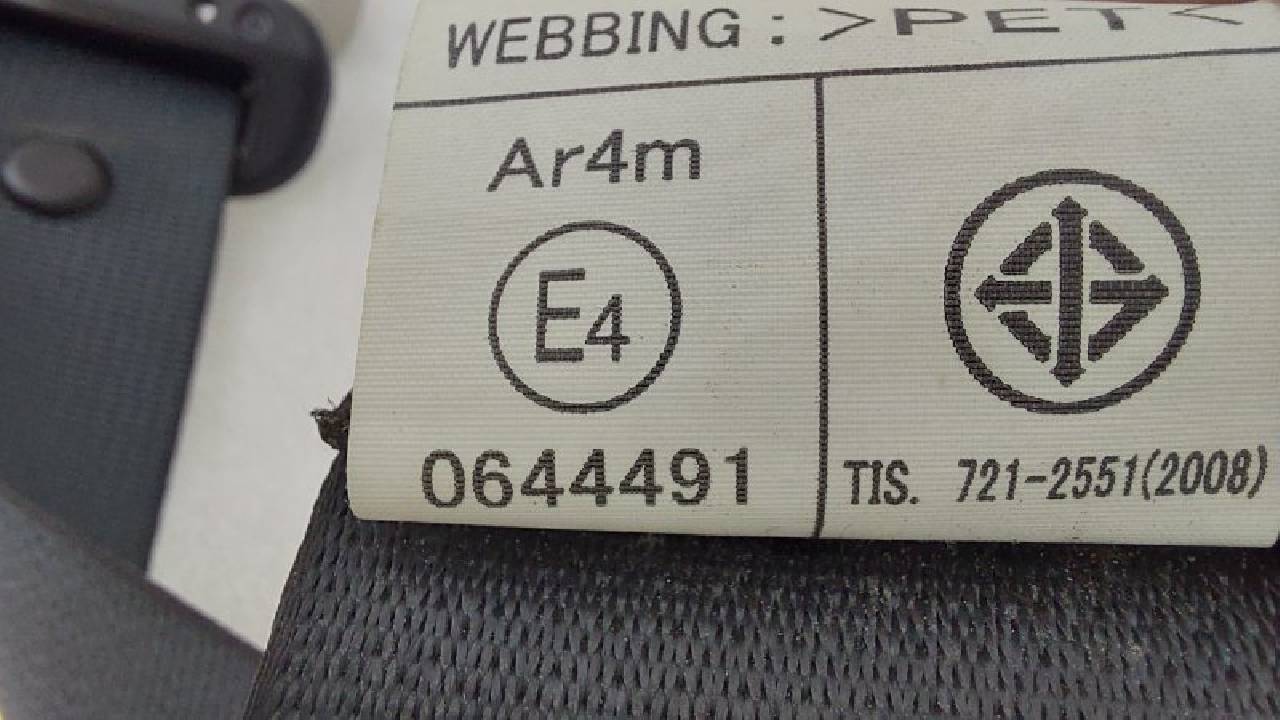 WEBBING : >PET<
Ar4m
E4
0644491
TIS. 721-2551(2008)